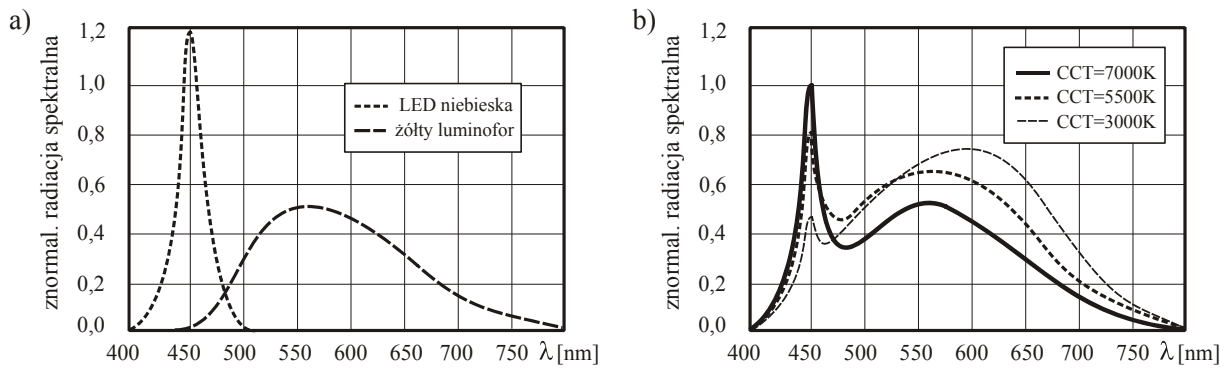 a)
znormal. radiacja spektralna
1,2
1,0
0,8
0,6
0,4
0,2
0,0
LED niebieska
żółty luminofor
400 450 500 550 600 650 700 750 λ [nm]
b)
znormal. radiacja spektralna
1,2
1,0
0,8
0,6
0,4
0,2
0,0
CCT=7000K
CCT=5500K
CCT=3000K
400 450 500 550 600 650 700 750 λ [nm]